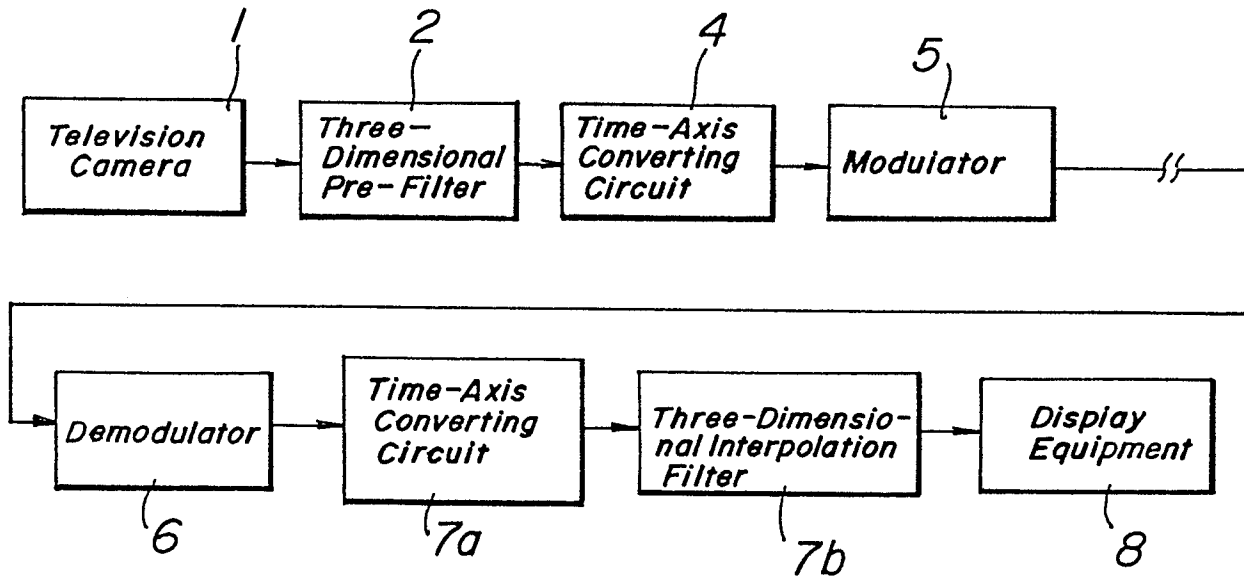 1
2
4
5
Television
Camera
Three-
Dimensional
Pre-Filter
Time-Axis
Converting
Circuit
Modulator
Demodulator
Time-Axis
Converting
Circuit
Three-Dimensio-
nal Interpolation
Filter
Display
Equipment
6
7a
7b
8